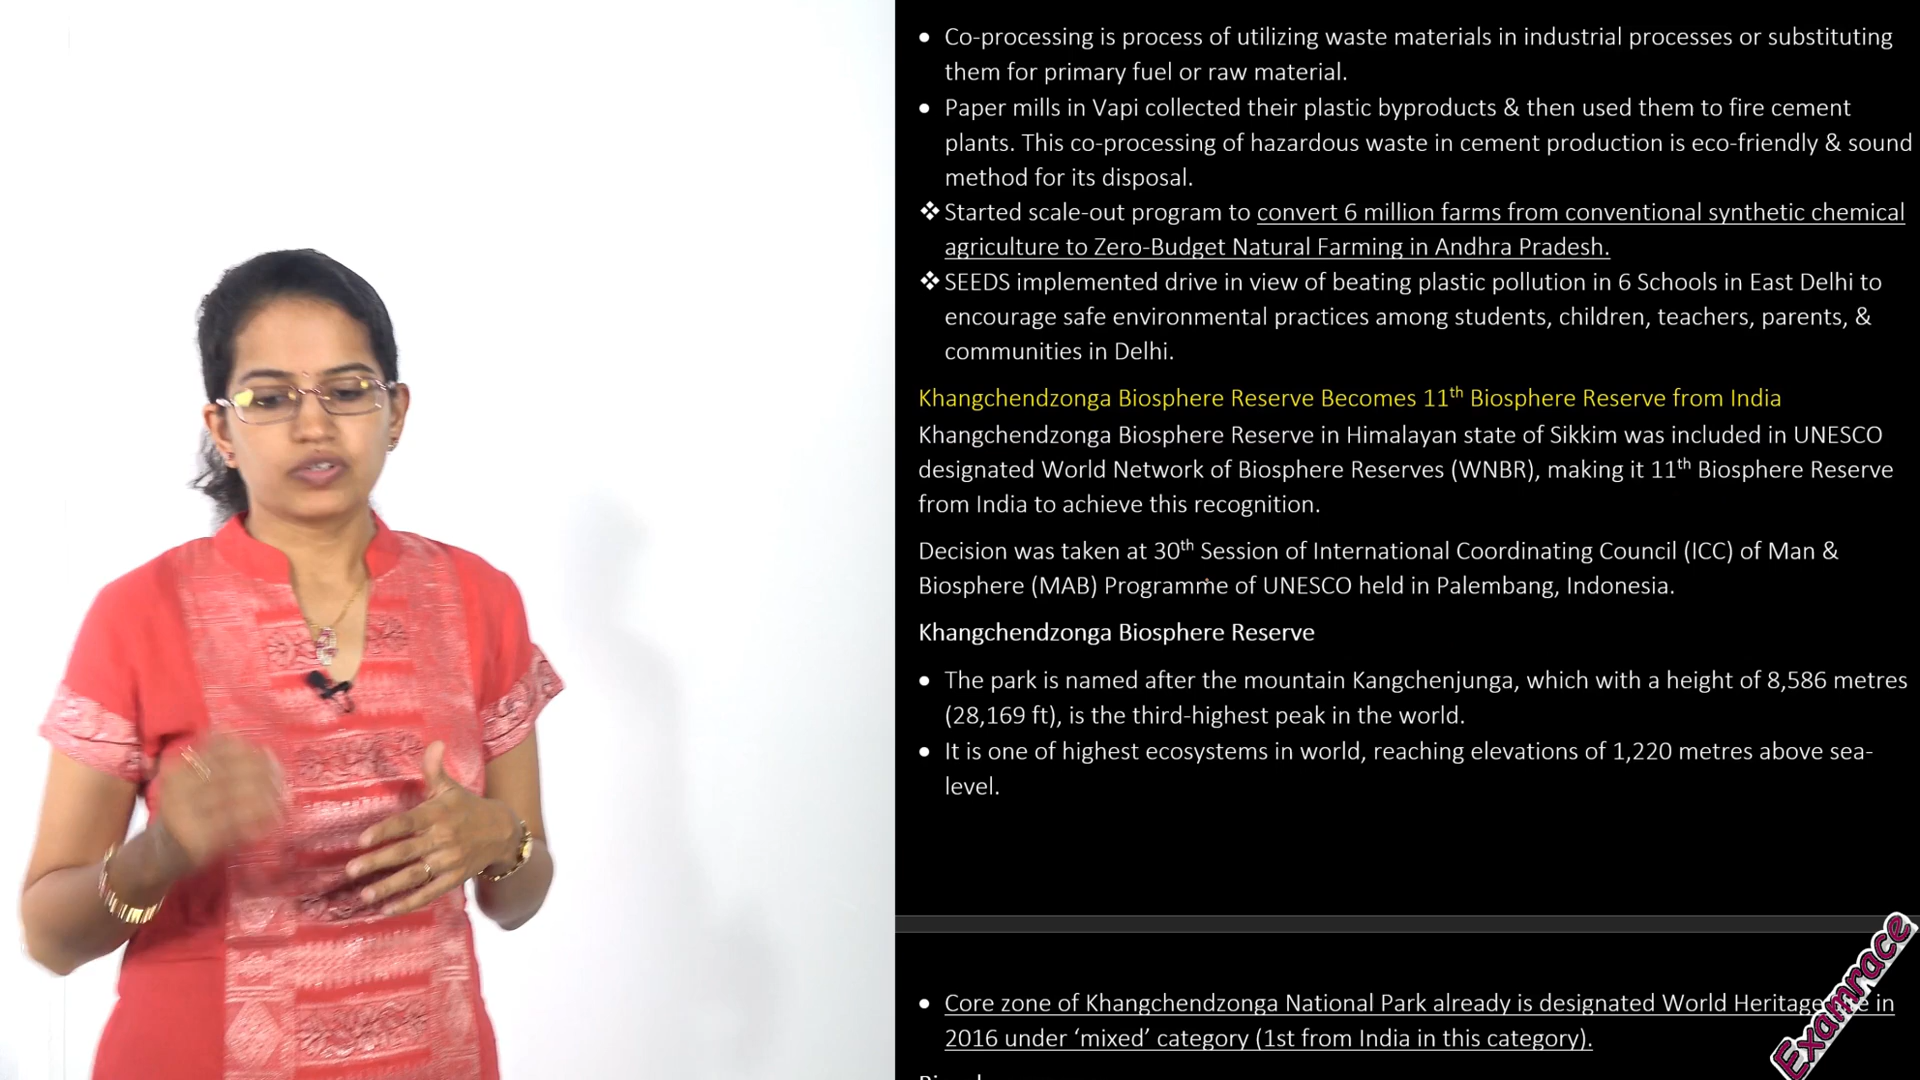 • Co-processing is process of utilizing waste materials in industrial processes or substituting
them for primary fuel or raw material.
• Paper mills in Vapi collected their plastic byproducts & then used them to fire cement
plants. This co-processing of hazardous waste in cement production is eco-friendly & sound
method for its disposal.
❖ Started scale-out program to convert 6 million farms from conventional synthetic chemical
agriculture to Zero-Budget Natural Farming in Andhra Pradesh.
❖ SEEDS implemented drive in view of beating plastic pollution in 6 Schools in East Delhi to
encourage safe environmental practices among students, children, teachers, parents, &
communities in Delhi.
Khangchendzonga Biosphere Reserve Becomes 11th Biosphere Reserve from India
Khangchendzonga Biosphere Reserve in Himalayan state of Sikkim was included in UNESCO
designated World Network of Biosphere Reserves (WNBR), making it 11th Biosphere Reserve
from India to achieve this recognition.
Decision was taken at 30th Session of International Coordinating Council (ICC) of Man &
Biosphere (MAB) Programme of UNESCO held in Palembang, Indonesia.
Khangchendzonga Biosphere Reserve
• The park is named after the mountain Kangchenjunga, which with a height of 8,586 metres
(28,169 ft), is the third-highest peak in the world.
• It is one of highest ecosystems in world, reaching elevations of 1,220 metres above sea-
level.
• Core zone of Khangchendzonga National Park already is designated World Heritage in
2016 under ‘mixed’ category (1st from India in this category).
Examrace